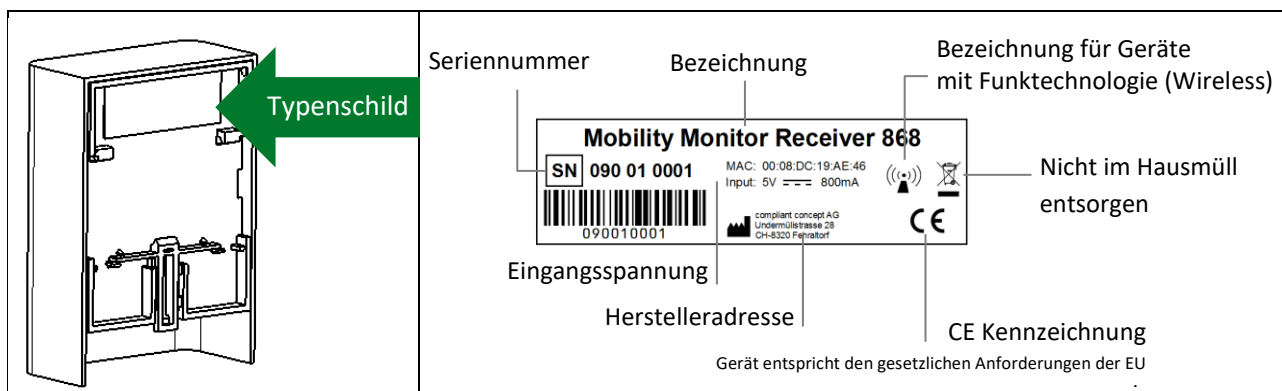 Typenschild
Seriennummer
Bezeichnung
Bezeichnung für Geräte
mit Funktechnologie (Wireless)
Mobility Monitor Receiver 868
SN 090 01 0001
MAC: 00:08:DC:19:AE:46
Input: 5V 800mA
090010001
compliant concept AG
Undermülistrasse 28
CH-8320 Fehraltorf
CE
Nicht im Hausmüll
entsorgen
Eingangsspannung
Herstelleradresse
CE Kennzeichnung
Gerät entspricht den gesetzlichen Anforderungen der EU